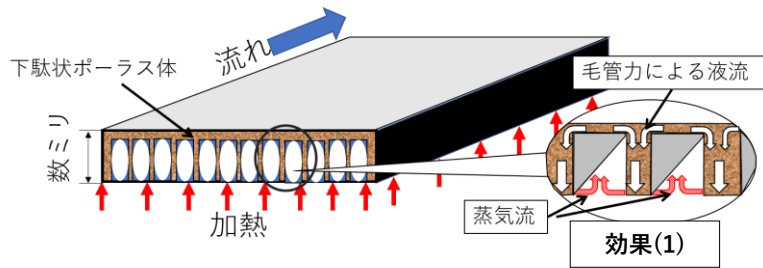 流れ
下駄状ポーラス体
数ミリ
加熱
毛管力による液流
蒸気流
効果(1)